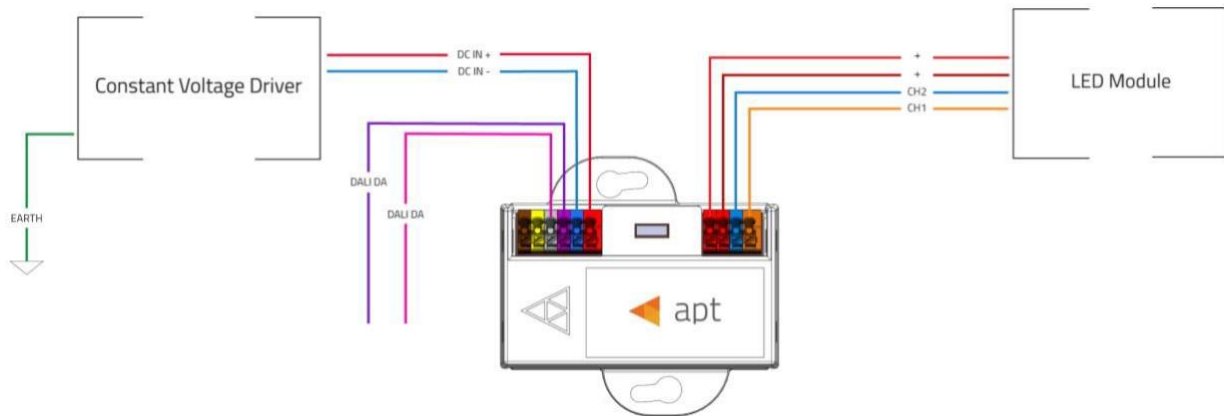 Constant Voltage Driver
DC IN +
DC IN -
DALI DA
DALI DA
EARTH
+
+
CH2
CH1
LED Module
apt